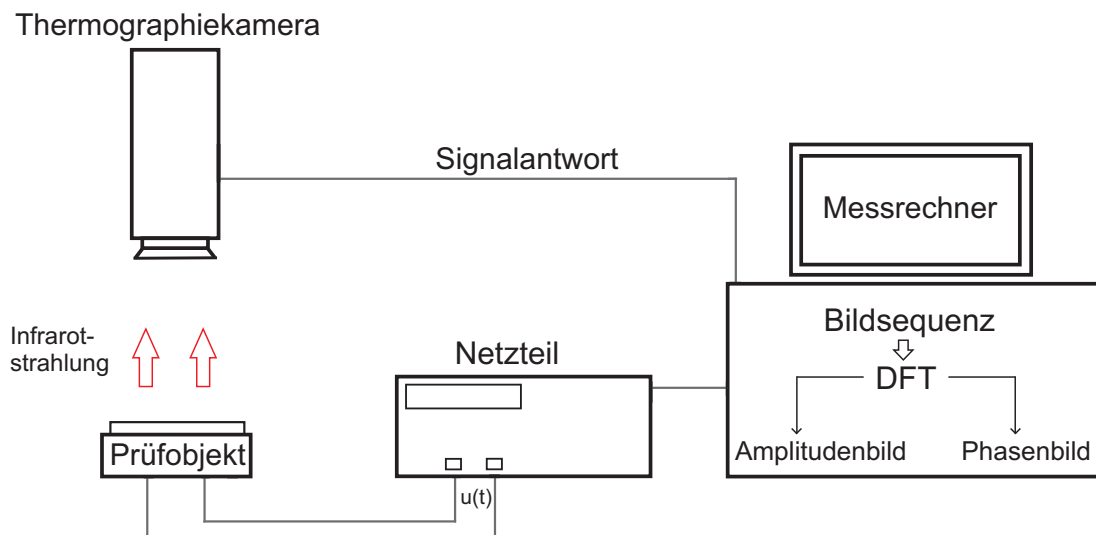 Thermographiekamera
Signalantwort
Messrechner
Infrarot-
strahlung
Netzteil
Bildsequenz
DFT
Prüfobjekt
Amplitudenbild
Phasenbild
u(t)